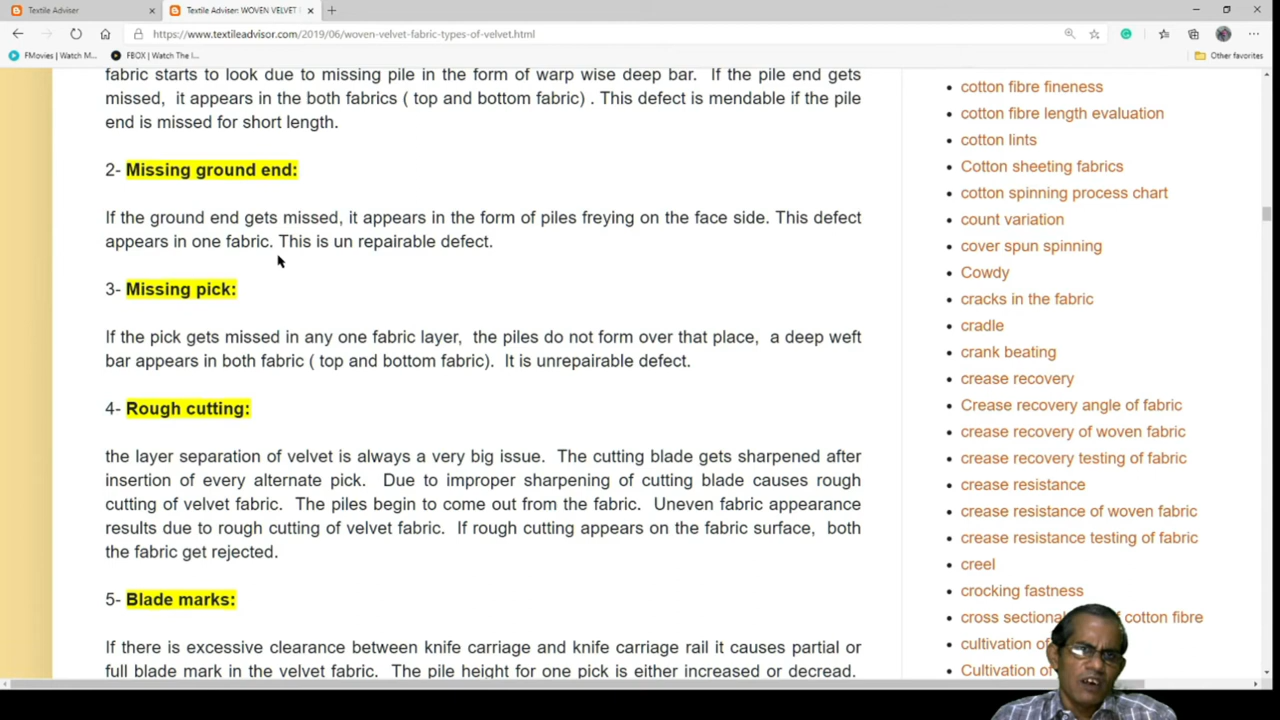 Textile Adviser
Textile Adviser: WOVEN VELVET
https://www.textileadvisor.com/2019/06/woven-velvet-fabric-types-of-velvet.html
FMovies | Watch M...
FBOX | Watch The I...
Other favorites
fabric starts to look due to missing pile in the form of warp wise deep bar. If the pile end gets
missed, it appears in the both fabrics ( top and bottom fabric) . This defect is mendable if the pile
end is missed for short length.
2- Missing ground end:
If the ground end gets missed, it appears in the form of piles freying on the face side. This defect
appears in one fabric. This is un repairable defect.
3- Missing pick:
If the pick gets missed in any one fabric layer, the piles do not form over that place, a deep weft
bar appears in both fabric ( top and bottom fabric). It is unrepairable defect.
4- Rough cutting:
the layer separation of velvet is always a very big issue. The cutting blade gets sharpened after
insertion of every alternate pick. Due to improper sharpening of cutting blade causes rough
cutting of velvet fabric. The piles begin to come out from the fabric. Uneven fabric appearance
results due to rough cutting of velvet fabric. If rough cutting appears on the fabric surface, both
the fabric get rejected.
5- Blade marks:
If there is excessive clearance between knife carriage and knife carriage rail it causes partial or
full blade mark in the velvet fabric. The pile height for one pick is either increased or decread.
cotton fibre fineness
cotton fibre length evaluation
cotton lints
Cotton sheeting fabrics
cotton spinning process chart
count variation
cover spun spinning
Cowdy
cracks in the fabric
cradle
crank beating
crease recovery
Crease recovery angle of fabric
crease recovery of woven fabric
crease recovery testing of fabric
crease resistance
crease resistance of woven fabric
crease resistance testing of fabric
creel
crocking fastness
cross sectional cotton fibre
cultivation
Cultivation